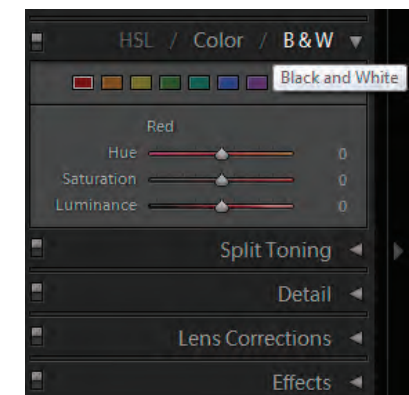 HSL / Color / B&W
Black and White
Red
Hue 0
Saturation 0
Luminance 0
Split Toning
Detail
Lens Corrections
Effects